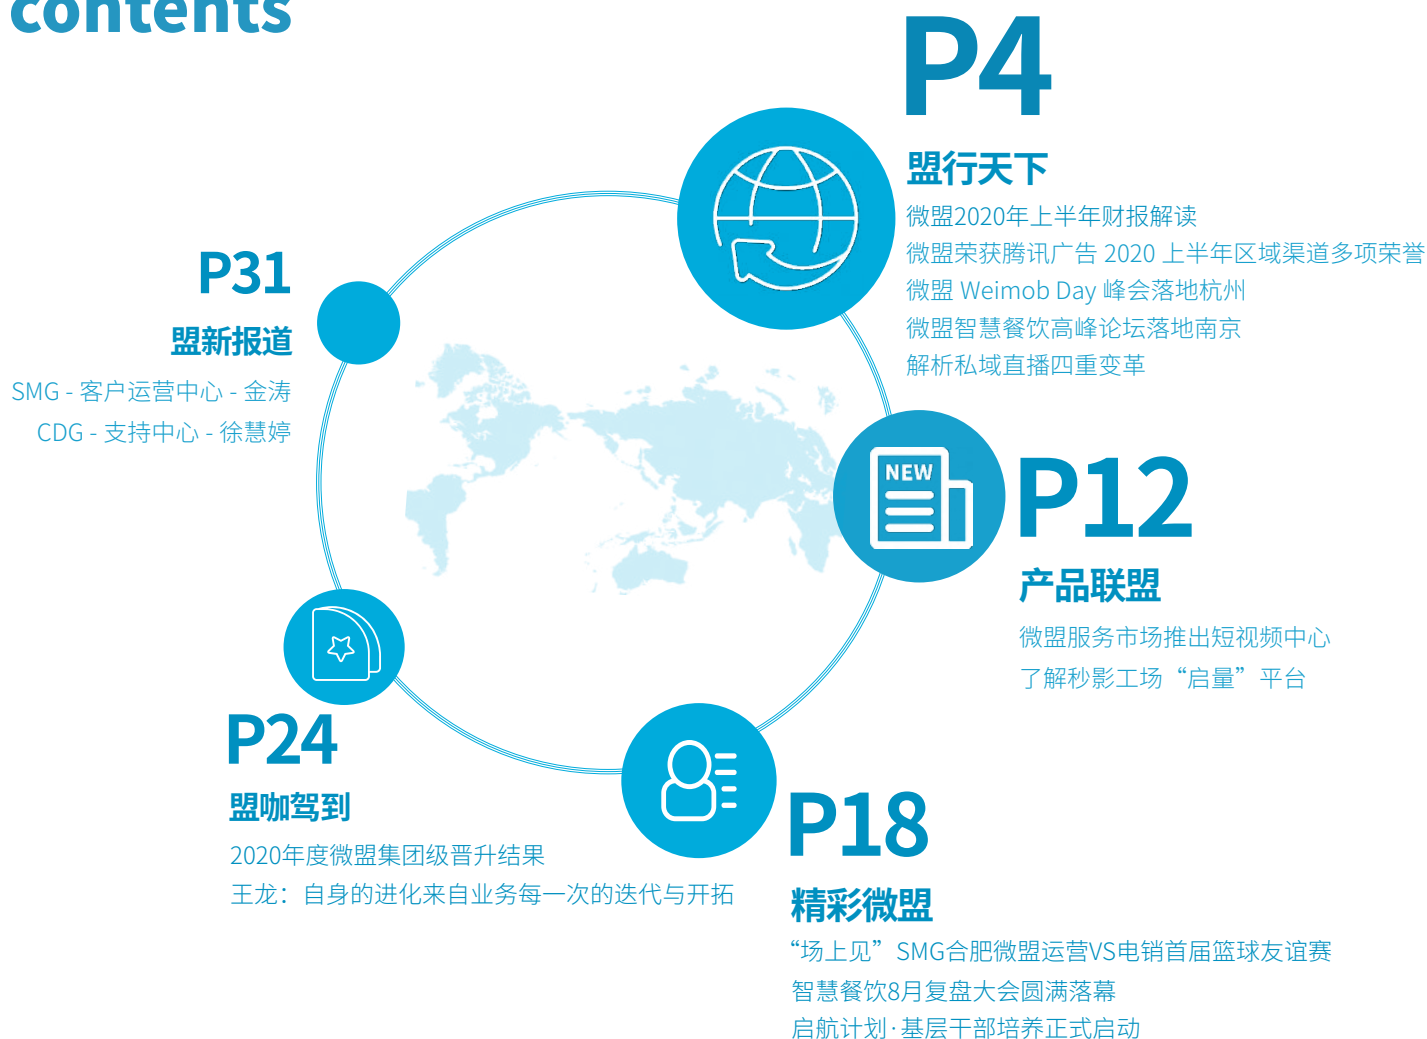 contents
P4
盟行天下
微盟2020年上半年财报解读
微盟荣获腾讯广告 2020 上半年区域渠道多项荣誉
微盟 Weimob Day 峰会落地杭州
微盟智慧餐饮高峰论坛落地南京
解析私域直播四重变革
NEW
P12
产品联盟
微盟服务市场推出短视频中心
了解秒影工场“启量”平台
P18
精彩微盟
“场上见”SMG合肥微盟运营VS电销首届篮球友谊赛
智慧餐饮8月复盘大会圆满落幕
启航计划·基层干部培养正式启动
P24
盟咖驾到
2020年度微盟集团级晋升结果
王龙：自身的进化来自业务每一次的迭代与开拓
P31
盟新报道
SMG - 客户运营中心 - 金涛
CDG - 支持中心 - 徐慧婷